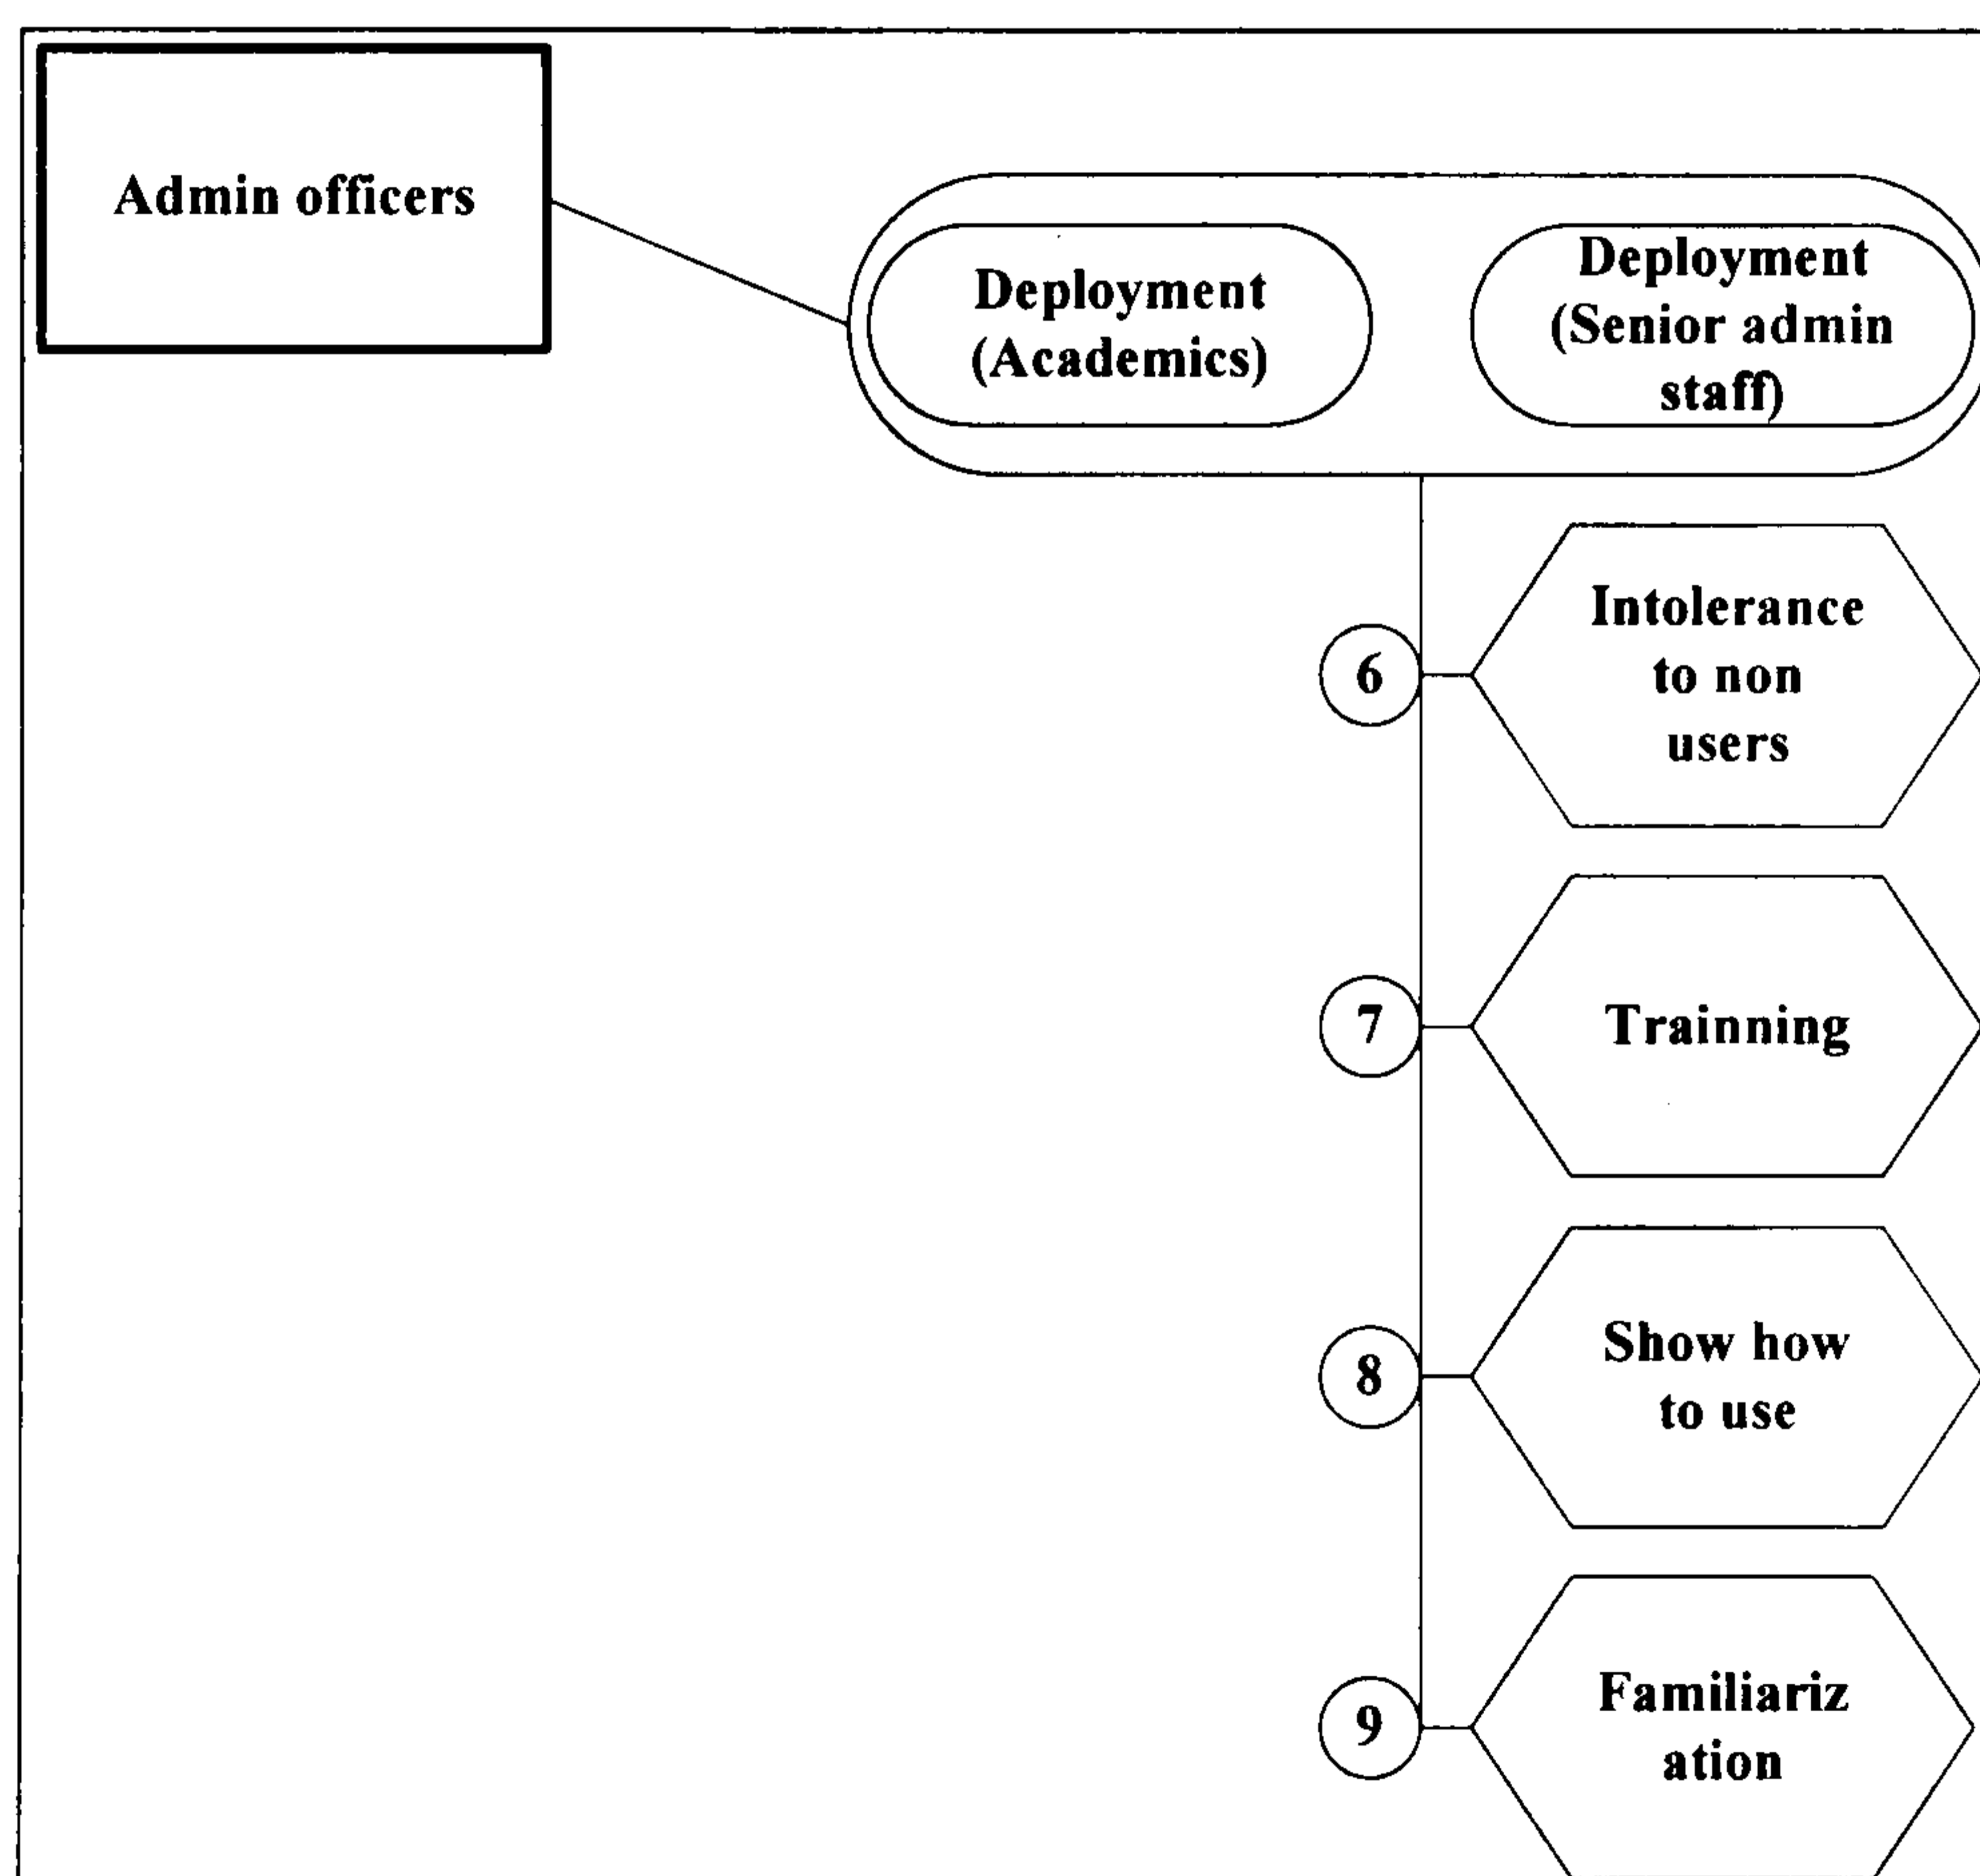 Admin officers
Deployment
(Academics)
Deployment
(Senior admin
staff)
6
Intolerance
to non
users
7
Trainning
8
Show how
to use
9
Familiariz
ation